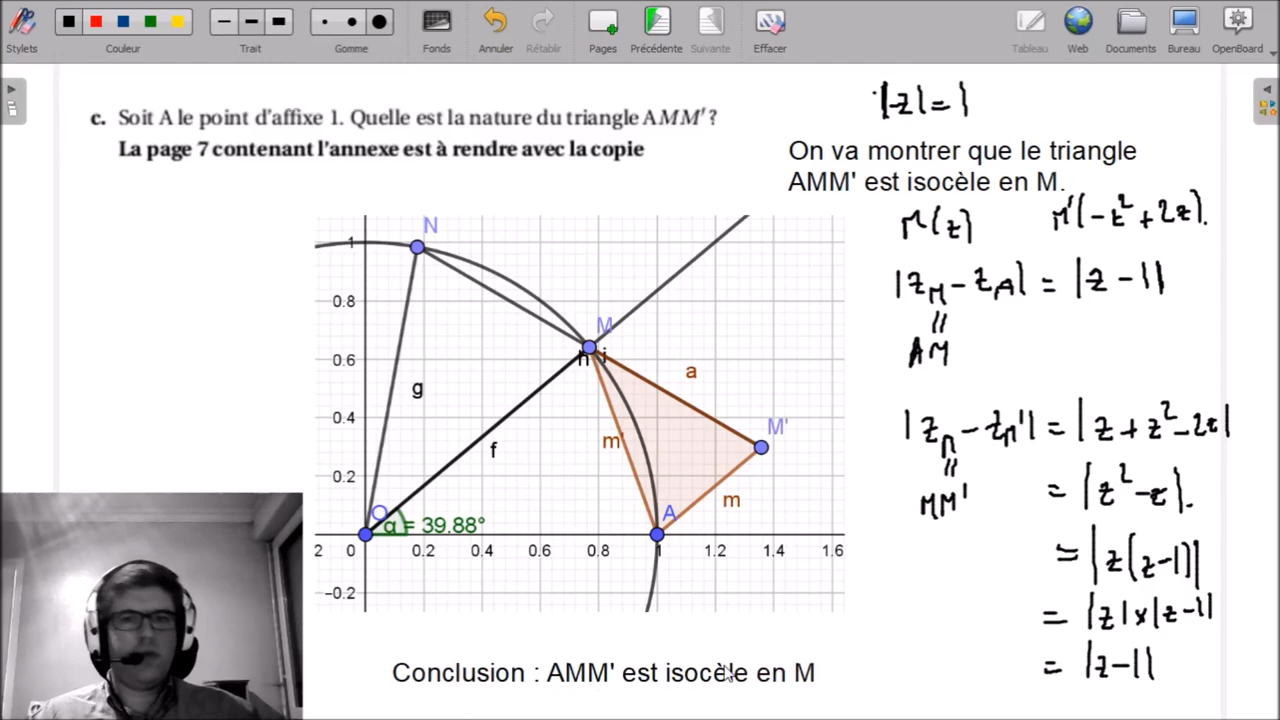 Stylets Couleur Trait Gomme Fonds Annuler Rétablir Pages Précédente Suivante Effacer Tableau Web Documents Bureau OpenBoard
c. Soit A le point d'affixe 1. Quelle est la nature du triangle AMM' ?
La page 7 contenant l'annexe est à rendre avec la copie
|z| = 1
On va montrer que le triangle
AMM' est isocèle en M.
M(z) M'(-z² + 2z).
|z_M - z_A| = |z - 1|
=
AM
|z_M - z_M'| = |z + z² - 2z|
=
MM'
= |z² - z|.
= |z(z-1)|
= |z| × |z-1|
= |z-1|
N
1
0.8
M
0.6
h i
a
g
0.4
f
m'
M'
0.2
m
O
α = 39.88°
A
2 0 0.2 0.4 0.6 0.8 1 1.2 1.4 1.6
-0.2
Conclusion : AMM' est isocèle en M